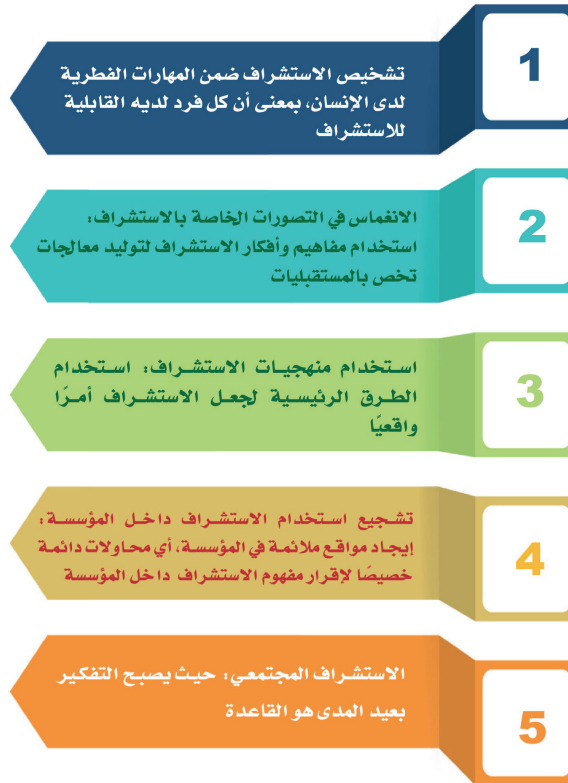 1
تشخيص الاستشراف ضمن المهارات الفطرية
لدى الإنسان، بمعنى أن كل فرد لديه القابلية
للاستشراف
2
الانغماس في التصورات الخاصة بالاستشراف:
استخدام مفاهيم وأفكار الاستشراف لتوليد معالجات
تخص بالمستقبليات
3
استخدام منهجيات الاستشراف: استخدام
الطرق الرئيسية لجعل الاستشراف أمرًا
واقعيًا
4
تشجيع استخدام الاستشراف داخل المؤسسة:
إيجاد مواقع ملائمة في المؤسسة، أي محاولات دائمة
خصيصًا لإقرار مفهوم الاستشراف داخل المؤسسة
5
الاستشراف المجتمعي: حيث يصبح التفكير
بعيد المدى هو القاعدة